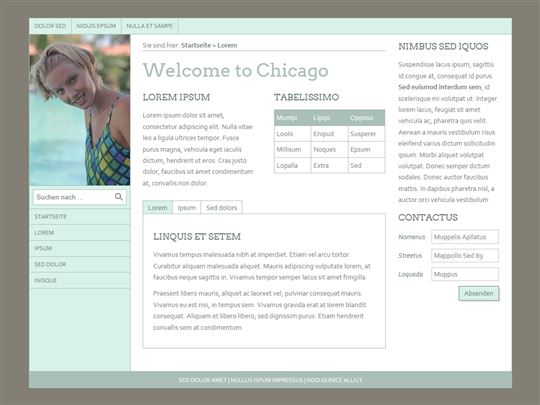 DOLOR SED
NIQUIS EPSUM
NULLA ET SAMPE
Suchen nach ...
STARTSEITE
LOREM
IPSUM
SED DOLOR
INISQUE
Sie sind hier: Startseite » Lorem
Welcome to Chicago
LOREM IPSUM
Lorem ipsum dolor sit amet,
consectetur adipiscing elit. Nulla vitae
leo a ligula ultrices tempor. Fusce
purus magna, vehicula eget iaculis
dictum, hendrerit ut eros. Cras justo
dolor, faucibus sit amet condimentum
at, convallis sed nulla.
TABELISSIMO
Mumpi Lipqo Opposo
Loolo Enqiud Susperer
Millisum Noques Epsum
Lopalla Extra Sed
Lorem
Ipsum
Sed dolors
LINQUIS ET SETEM
Vivamus tempus malesuada nibh at imperdiet. Etiam vel arcu tortor.
Curabitur aliquam malesuada aliquet. Mauris adipiscing vulputate lorem, at
faucibus neque sagittis in. Vivamus tempor semper lacus sit amet fringilla.
Praesent libero mauris, aliquet ac laoreet vel, pulvinar consequat mauris.
Vivamus eu est nisi, in tempus sem. Vivamus gravida erat at lorem blandit
consequat. Aliquam et libero libero, sed dignissim purus. Etiam hendrerit
convallis sem at condimentum.
NIMBUS SED IQUOS
Suspendisse lacus ipsum, sagittis
id congue at, consequat id purus.
Sed euismod interdum sem, id
scelerisque mi volutpat ut. Integer
lorem lacus, feugiat sit amet
vehicula ac, pharetra quis velit.
Aenean a mauris vestibulum risus
eleifend varius dictum sollicitudin
ipsum. Morbi aliquet volutpat
volutpat. Donec semper dictum
sodales. Donec auctor faucibus
mattis. In dapibus pharetra nisl, a
auctor orci vehicula vestibulum
CONTACTUS
Nomenus Muppelis Apllatus
Streetus Mappollo Sed 89
Loquada Muppus
Absenden
SED DOLOR AMET | NULLUS ISPUM IMPRESSUS | NOQ QUNICE ALLIUT